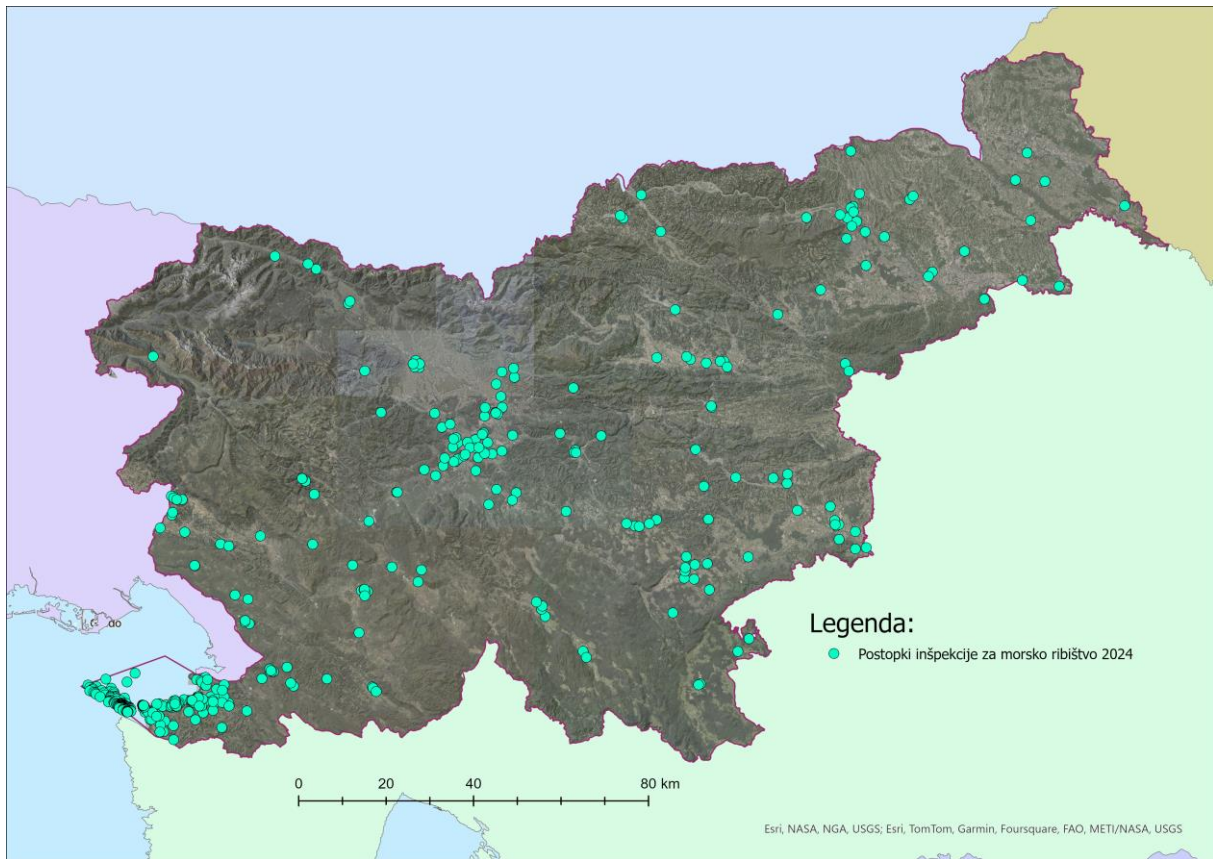 Legenda:
Postopki inšpekcije za morsko ribištvo 2024
0 20 40 80 km
Esri, NASA, NGA, USGS; Esri, TomTom, Garmin, Foursquare, FAO, METI/NASA, USGS